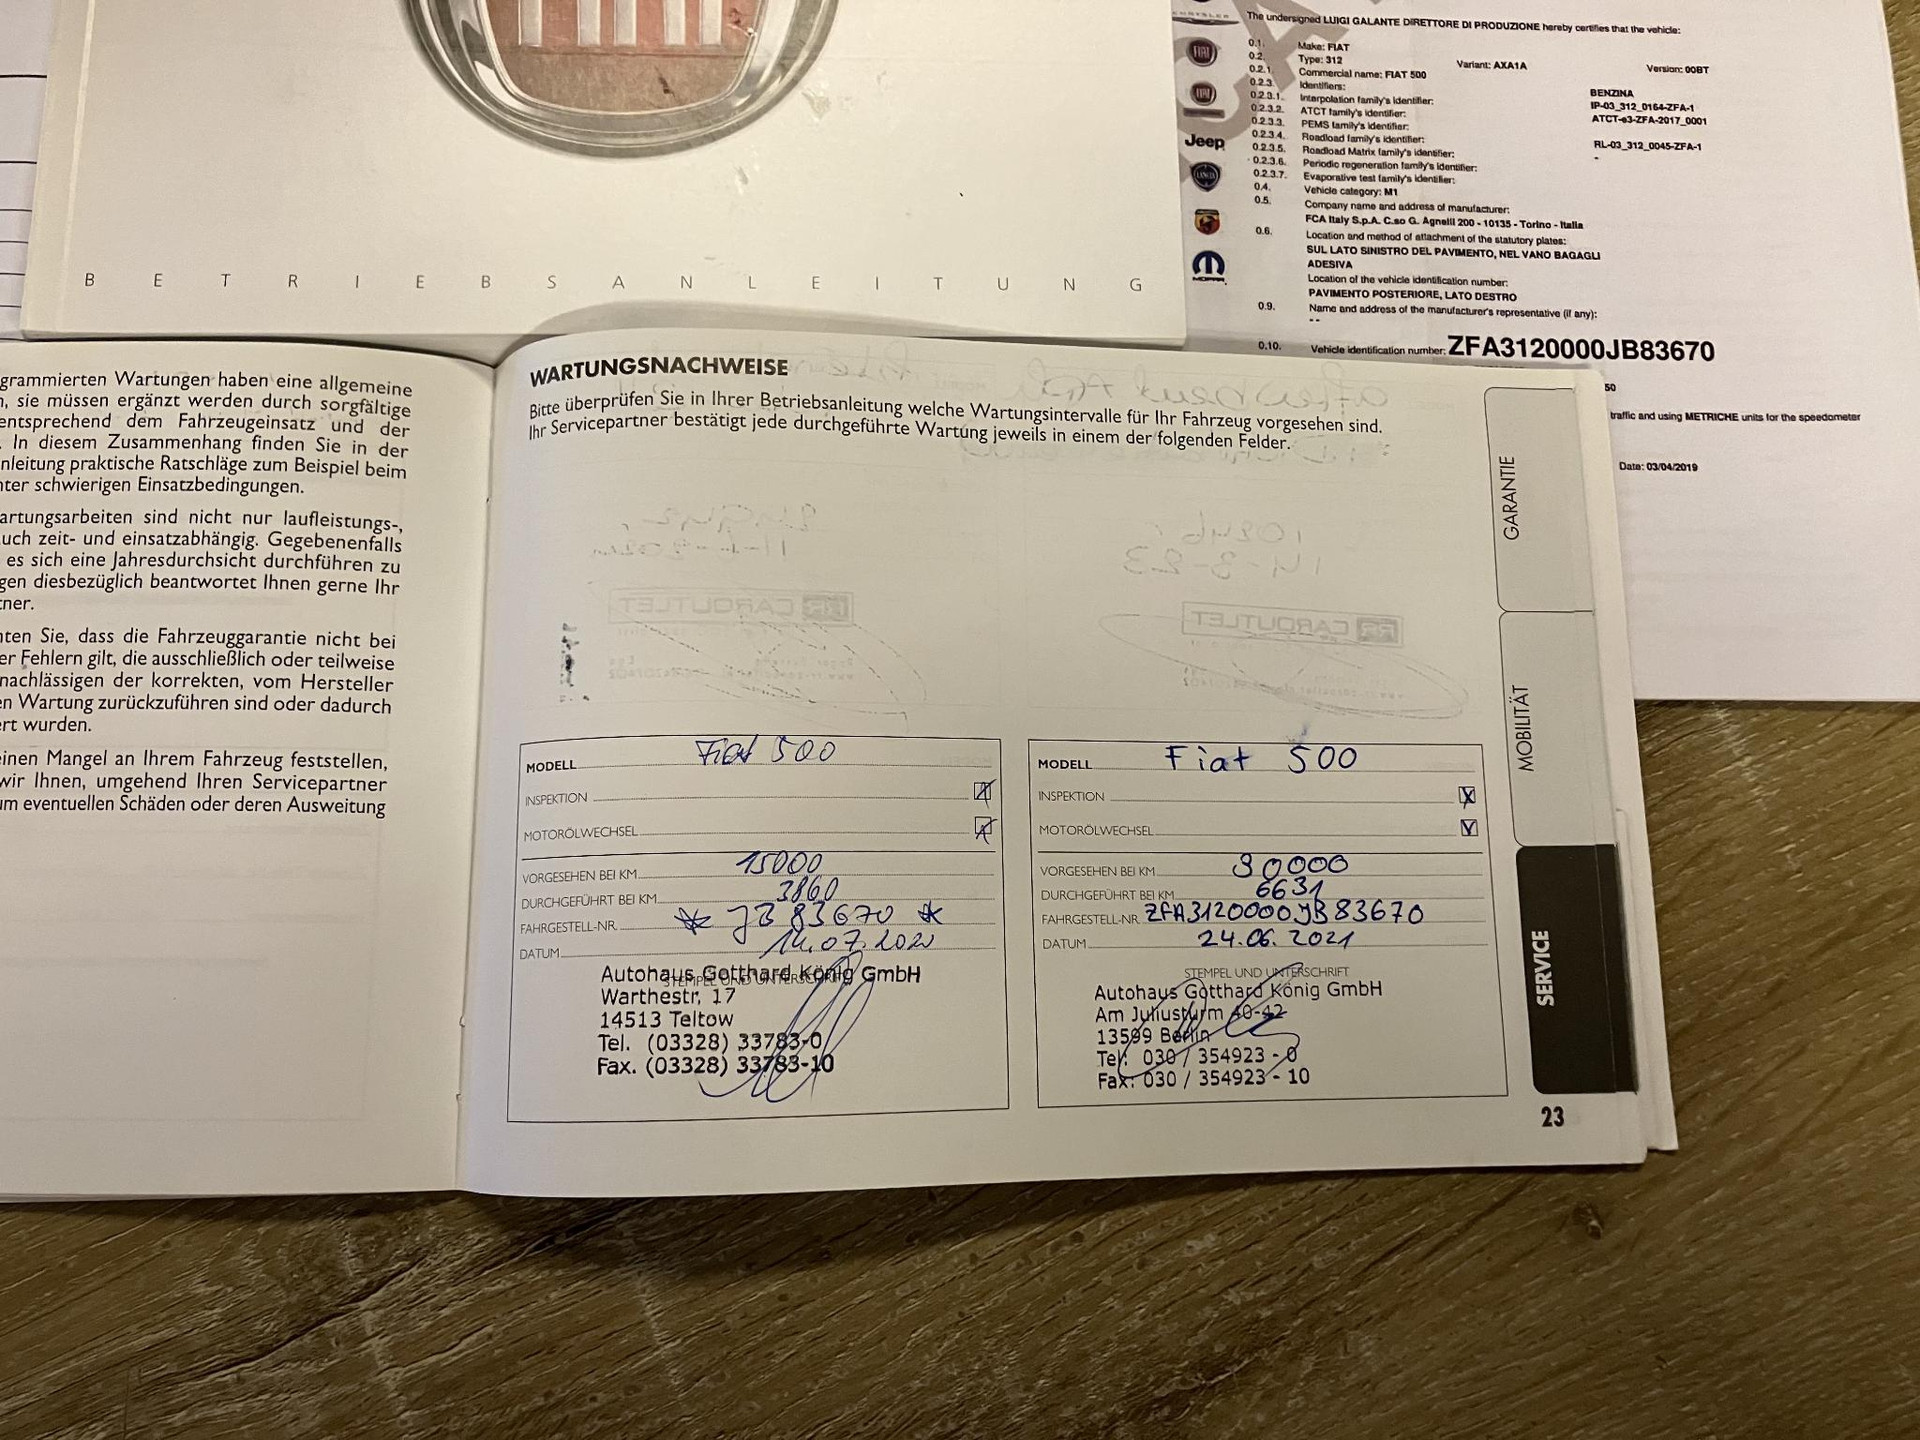 BETRIEBSANLEITUNG
CHRYSLER
FIAT
FIAT
Jeep
LANCIA
MOPAR
The undersigned LUIGI GALANTE DIRETTORE DI PRODUZIONE hereby certifies that the vehicle:
0.1. Make: FIAT
0.2. Type: 312 Variant: AXA1A Version: 00BT
0.2.1 Commercial name: FIAT 500
0.2.3 Identifiers: BENZINA
0.2.3.1. Interpolation family's identifier: IP-03_312_0164-ZFA-1
0.2.3.2. ATCT family's identifier: ATCT-e3-ZFA-2017_0001
0.2.3.3. PEMS family's identifier:
0.2.3.4. Roadload family's identifier: RL-03_312_0045-ZFA-1
0.2.3.5. Roadload Matrix family's identifier: -
0.2.3.6. Periodic regeneration family's identifier:
0.2.3.7. Evaporative test family's identifier:
0.4. Vehicle category: M1
0.5. Company name and address of manufacturer:
FCA Italy S.p.A. C.so G. Agnelli 200 - 10135 - Torino - Italia
0.6. Location and method of attachment of the statutory plates:
SUL LATO SINISTRO DEL PAVIMENTO, NEL VANO BAGAGLI
ADESIVA
Location of the vehicle identification number:
PAVIMENTO POSTERIORE, LATO DESTRO
0.9. Name and address of the manufacturer's representative (if any):
--
0.10. Vehicle identification number: ZFA3120000JB83670
50
traffic and using METRICHE units for the speedometer
Date: 03/04/2019
grammierten Wartungen haben eine allgemeine
, sie müssen ergänzt werden durch sorgfältige
entsprechend dem Fahrzeugeinsatz und der
. In diesem Zusammenhang finden Sie in der
nleitung praktische Ratschläge zum Beispiel beim
nter schwierigen Einsatzbedingungen.
artungsarbeiten sind nicht nur laufleistungs-,
uch zeit- und einsatzabhängig. Gegebenenfalls
es sich eine Jahresdurchsicht durchführen zu
gen diesbezüglich beantwortet Ihnen gerne Ihr
tner.
nten Sie, dass die Fahrzeuggarantie nicht bei
er Fehlern gilt, die ausschließlich oder teilweise
nachlässigen der korrekten, vom Hersteller
en Wartung zurückzuführen sind oder dadurch
ert wurden.
einen Mangel an Ihrem Fahrzeug feststellen,
wir Ihnen, umgehend Ihren Servicepartner
um eventuellen Schäden oder deren Ausweitung
WARTUNGSNACHWEISE
Bitte überprüfen Sie in Ihrer Betriebsanleitung welche Wartungsintervalle für Ihr Fahrzeug vorgesehen sind.
Ihr Servicepartner bestätigt jede durchgeführte Wartung jeweils in einem der folgenden Felder.
MODELL Fiat 500
INSPEKTION X
MOTORÖLWECHSEL X
VORGESEHEN BEI KM 15000
DURCHGEFÜHRT BEI KM 3860
FAHRGESTELL-NR. * JB83670 *
DATUM 14.07.2020
STEMPEL UND UNTERSCHRIFT
Autohaus Gotthard König GmbH
Warthestr. 17
14513 Teltow
Tel. (03328) 33783-0
Fax. (03328) 33783-10
MODELL Fiat 500
INSPEKTION X
MOTORÖLWECHSEL X
VORGESEHEN BEI KM 30000
DURCHGEFÜHRT BEI KM 6631
FAHRGESTELL-NR. ZFA3120000JB83670
DATUM 24.06.2021
STEMPEL UND UNTERSCHRIFT
Autohaus Gotthard König GmbH
Am Juliusturm 40-42
13599 Berlin
Tel: 030 / 354923 - 0
Fax: 030 / 354923 - 10
GARANTIE
MOBILITÄT
SERVICE
23